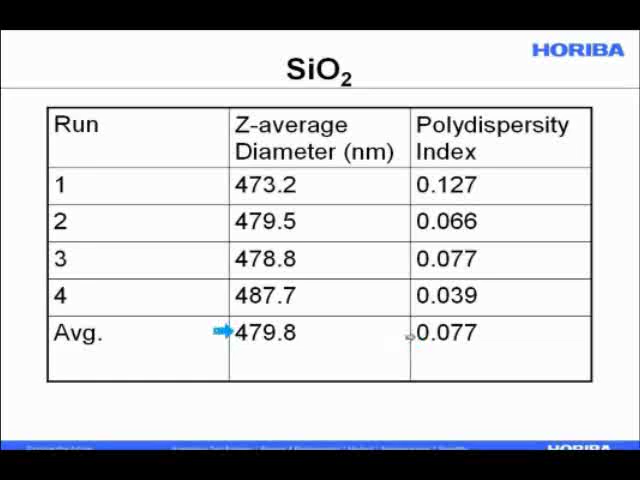 HORIBA
SiO₂
Run Z-average Diameter (nm) Polydispersity Index
1 473.2 0.127
2 479.5 0.066
3 478.8 0.077
4 487.7 0.039
Avg. 479.8 0.077
HORIBA